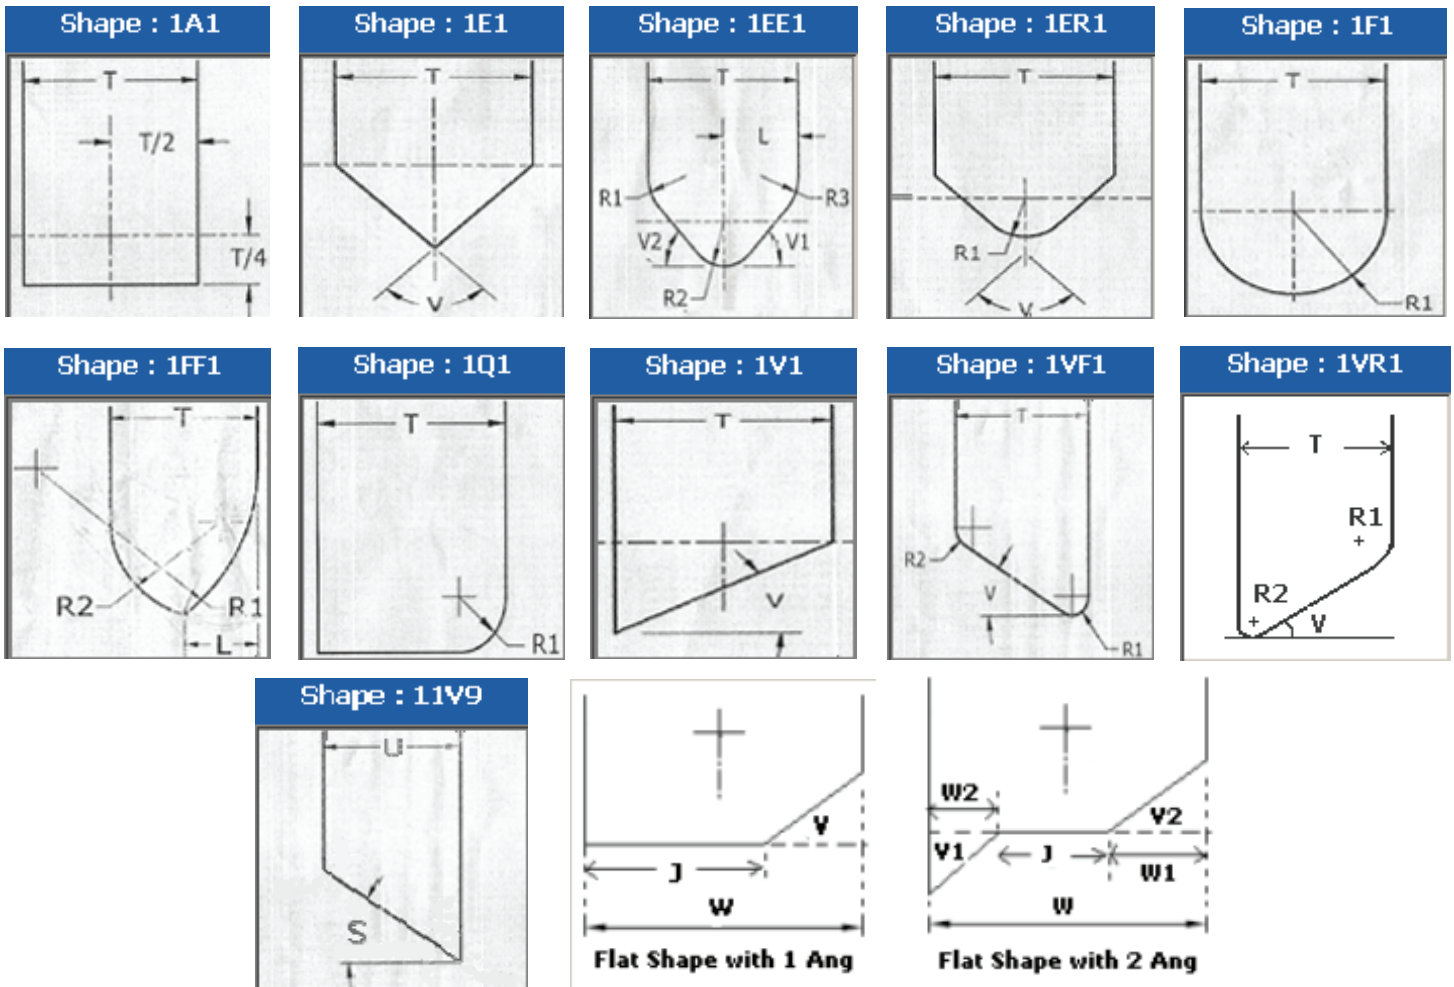 Shape : 1A1
T
T/2
T/4
Shape : 1E1
T
V
Shape : 1EE1
T
L
R1
R3
V2
V1
R2
Shape : 1ER1
T
R1
V
Shape : 1F1
T
R1
Shape : 1FF1
T
R2
R1
L
Shape : 1Q1
T
R1
Shape : 1V1
T
V
Shape : 1VF1
T
R2
V
R1
Shape : 1VR1
T
R1
R2
V
Shape : 11V9
U
S
V
J
W
Flat Shape with 1 Ang
W2
V2
V1
J
W1
W
Flat Shape with 2 Ang